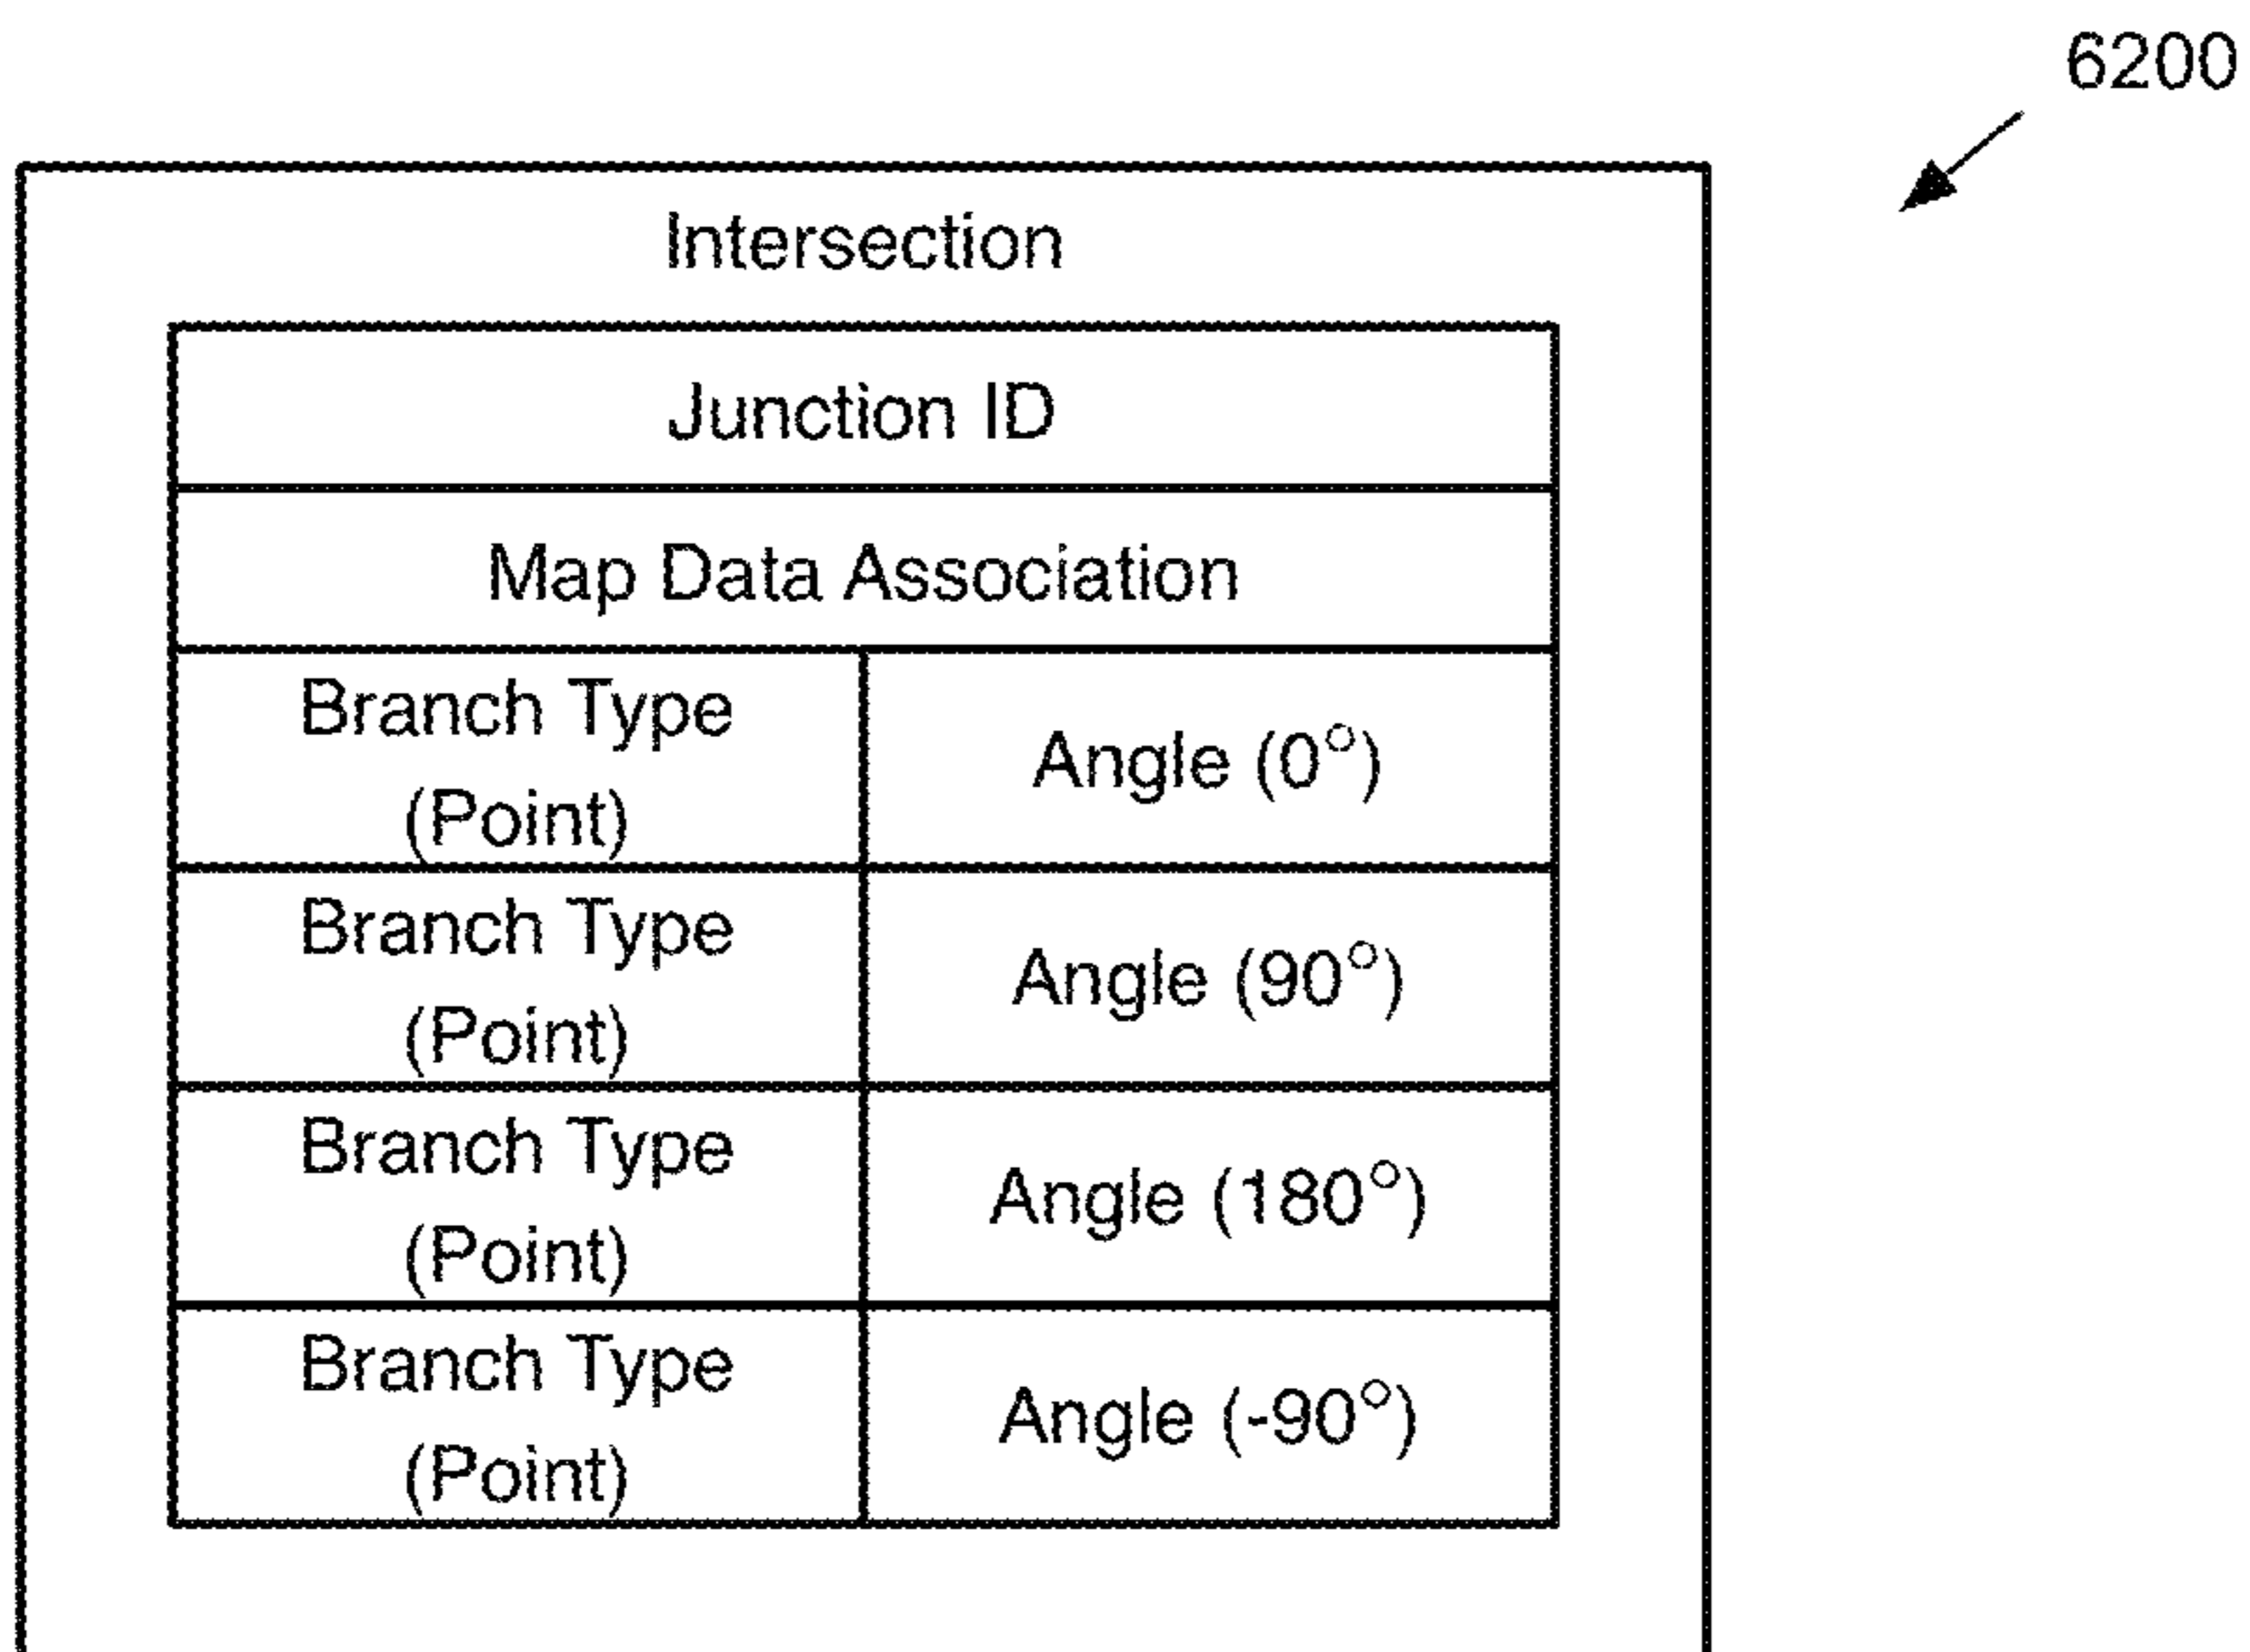 6200
Intersection
Junction ID
Map Data Association
Branch Type
(Point)
Angle (0°)
Branch Type
(Point)
Angle (90°)
Branch Type
(Point)
Angle (180°)
Branch Type
(Point)
Angle (-90°)